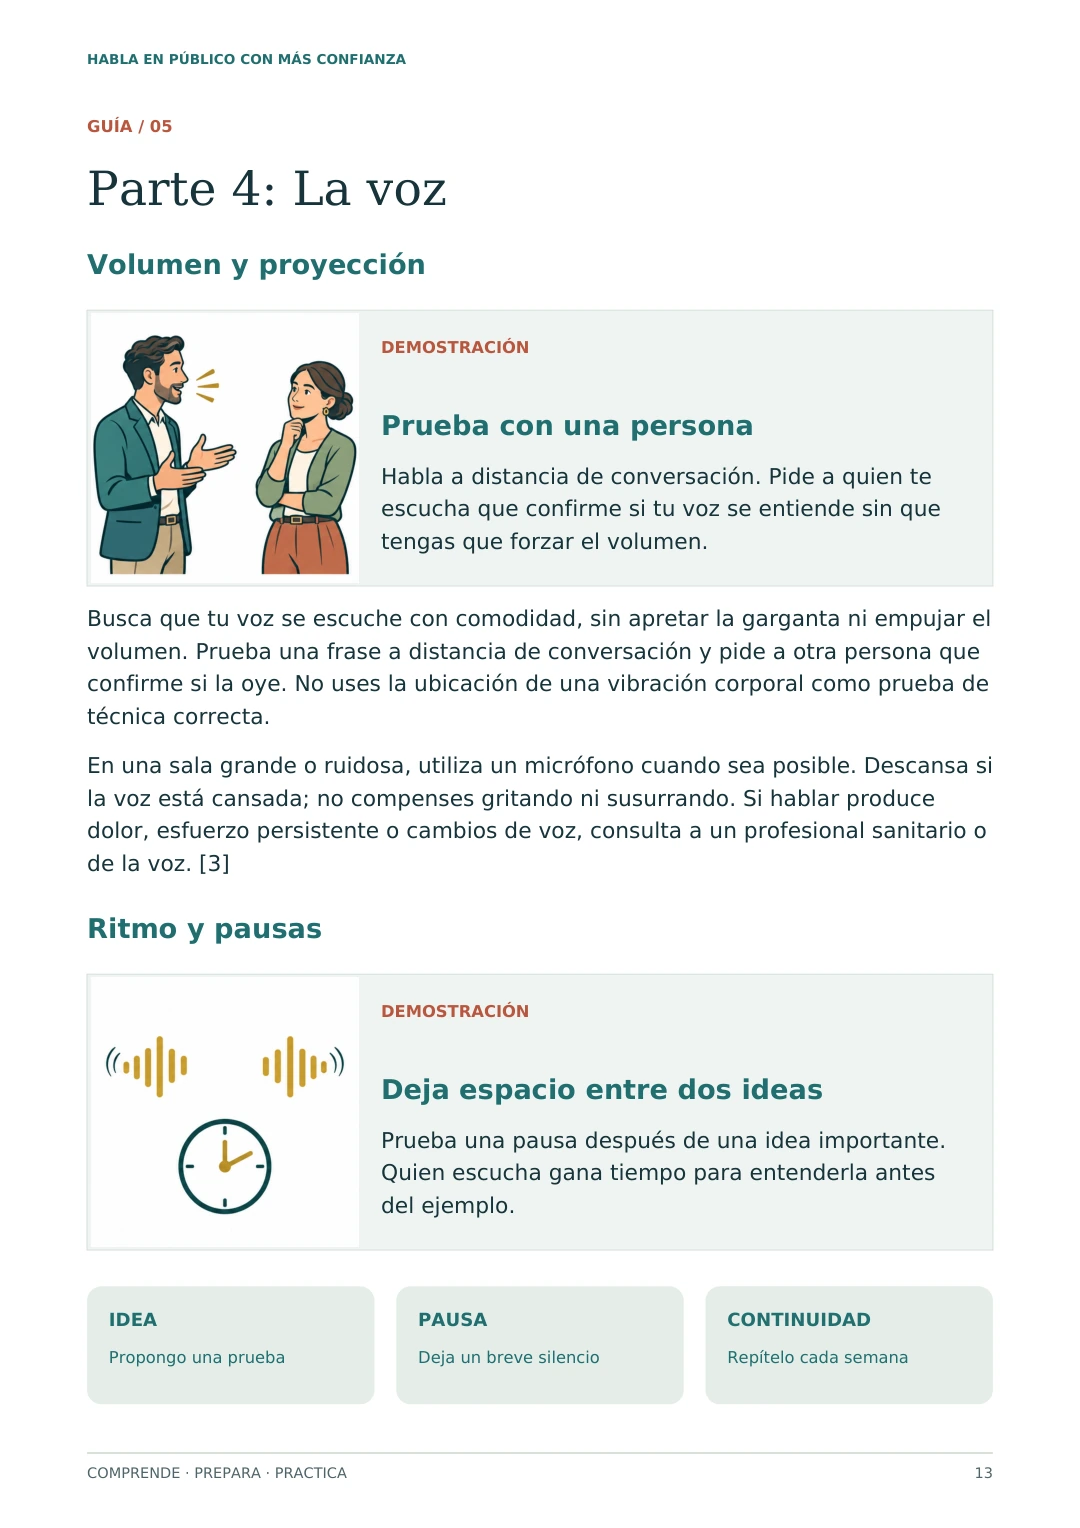 HABLA EN PÚBLICO CON MÁS CONFIANZA
GUÍA / 05
Parte 4: La voz
Volumen y proyección
DEMOSTRACIÓN
Prueba con una persona
Habla a distancia de conversación. Pide a quien te
escucha que confirme si tu voz se entiende sin que
tengas que forzar el volumen.
Busca que tu voz se escuche con comodidad, sin apretar la garganta ni empujar el
volumen. Prueba una frase a distancia de conversación y pide a otra persona que
confirme si la oye. No uses la ubicación de una vibración corporal como prueba de
técnica correcta.
En una sala grande o ruidosa, utiliza un micrófono cuando sea posible. Descansa si
la voz está cansada; no compenses gritando ni susurrando. Si hablar produce
dolor, esfuerzo persistente o cambios de voz, consulta a un profesional sanitario o
de la voz. [3]
Ritmo y pausas
DEMOSTRACIÓN
Deja espacio entre dos ideas
Prueba una pausa después de una idea importante.
Quien escucha gana tiempo para entenderla antes
del ejemplo.
IDEA
Propongo una prueba
PAUSA
Deja un breve silencio
CONTINUIDAD
Repítelo cada semana
COMPRENDE · PREPARA · PRACTICA
13